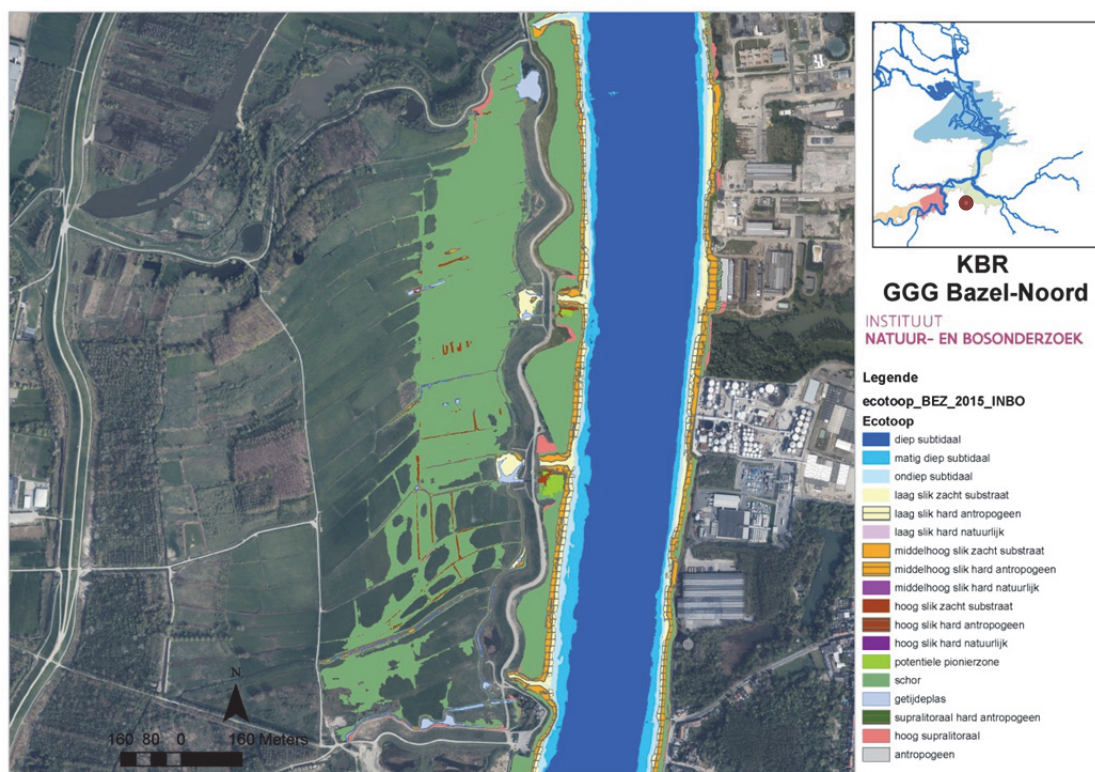 KBR
GGG Bazel-Noord
INSTITUUT
NATUUR- EN BOSONDERZOEK
Legende
ecotoop_BEZ_2015_INBO
Ecotoop
diep subtidaal
matig diep subtidaal
ondiep subtidaal
laag slik zacht substraat
laag slik hard antropogeen
laag slik hard natuurlijk
middelhoog slik zacht substraat
middelhoog slik hard antropogeen
middelhoog slik hard natuurlijk
hoog slik zacht substraat
hoog slik hard antropogeen
hoog slik hard natuurlijk
potentiele pionierzone
schor
getijdeplas
supralitoraal hard antropogeen
hoog supralitoraal
antropogeen
N
160 80 0 160 Meters